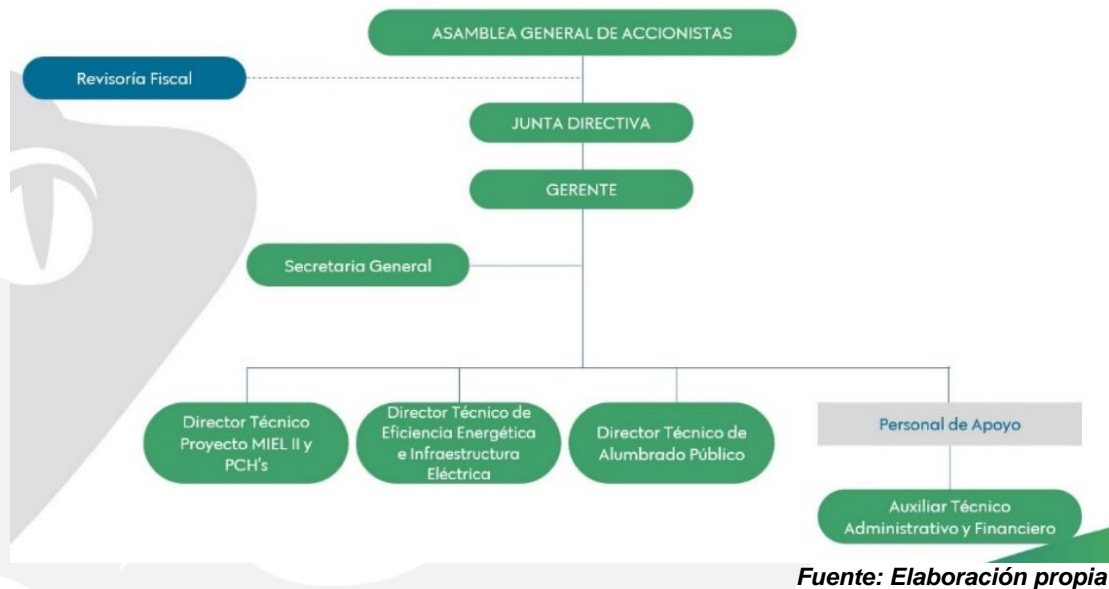 ASAMBLEA GENERAL DE ACCIONISTAS
Revisoría Fiscal
JUNTA DIRECTIVA
GERENTE
Secretaria General
Director Técnico
Proyecto MIEL II y
PCH's
Director Técnico de
Eficiencia Energética
e Infraestructura
Eléctrica
Director Técnico de
Alumbrado Público
Personal de Apoyo
Auxiliar Técnico
Administrativo y Financiero
Fuente: Elaboración propia